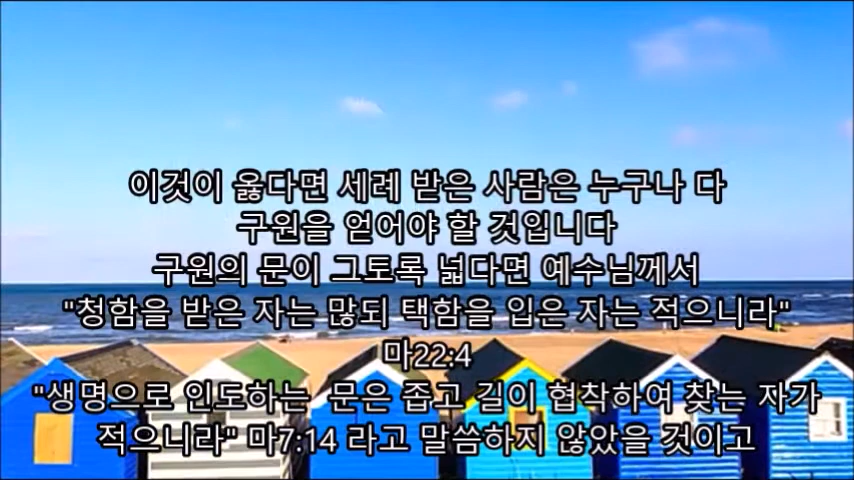 이것이 옳다면 세례 받은 사람은 누구나 다
구원을 얻어야 할 것입니다
구원의 문이 그토록 넓다면 예수님께서
"청함을 받은 자는 많되 택함을 입은 자는 적으니라"
마22:4
"생명으로 인도하는 문은 좁고 길이 협착하여 찾는 자가
적으니라" 마7:14 라고 말씀하지 않았을 것이고